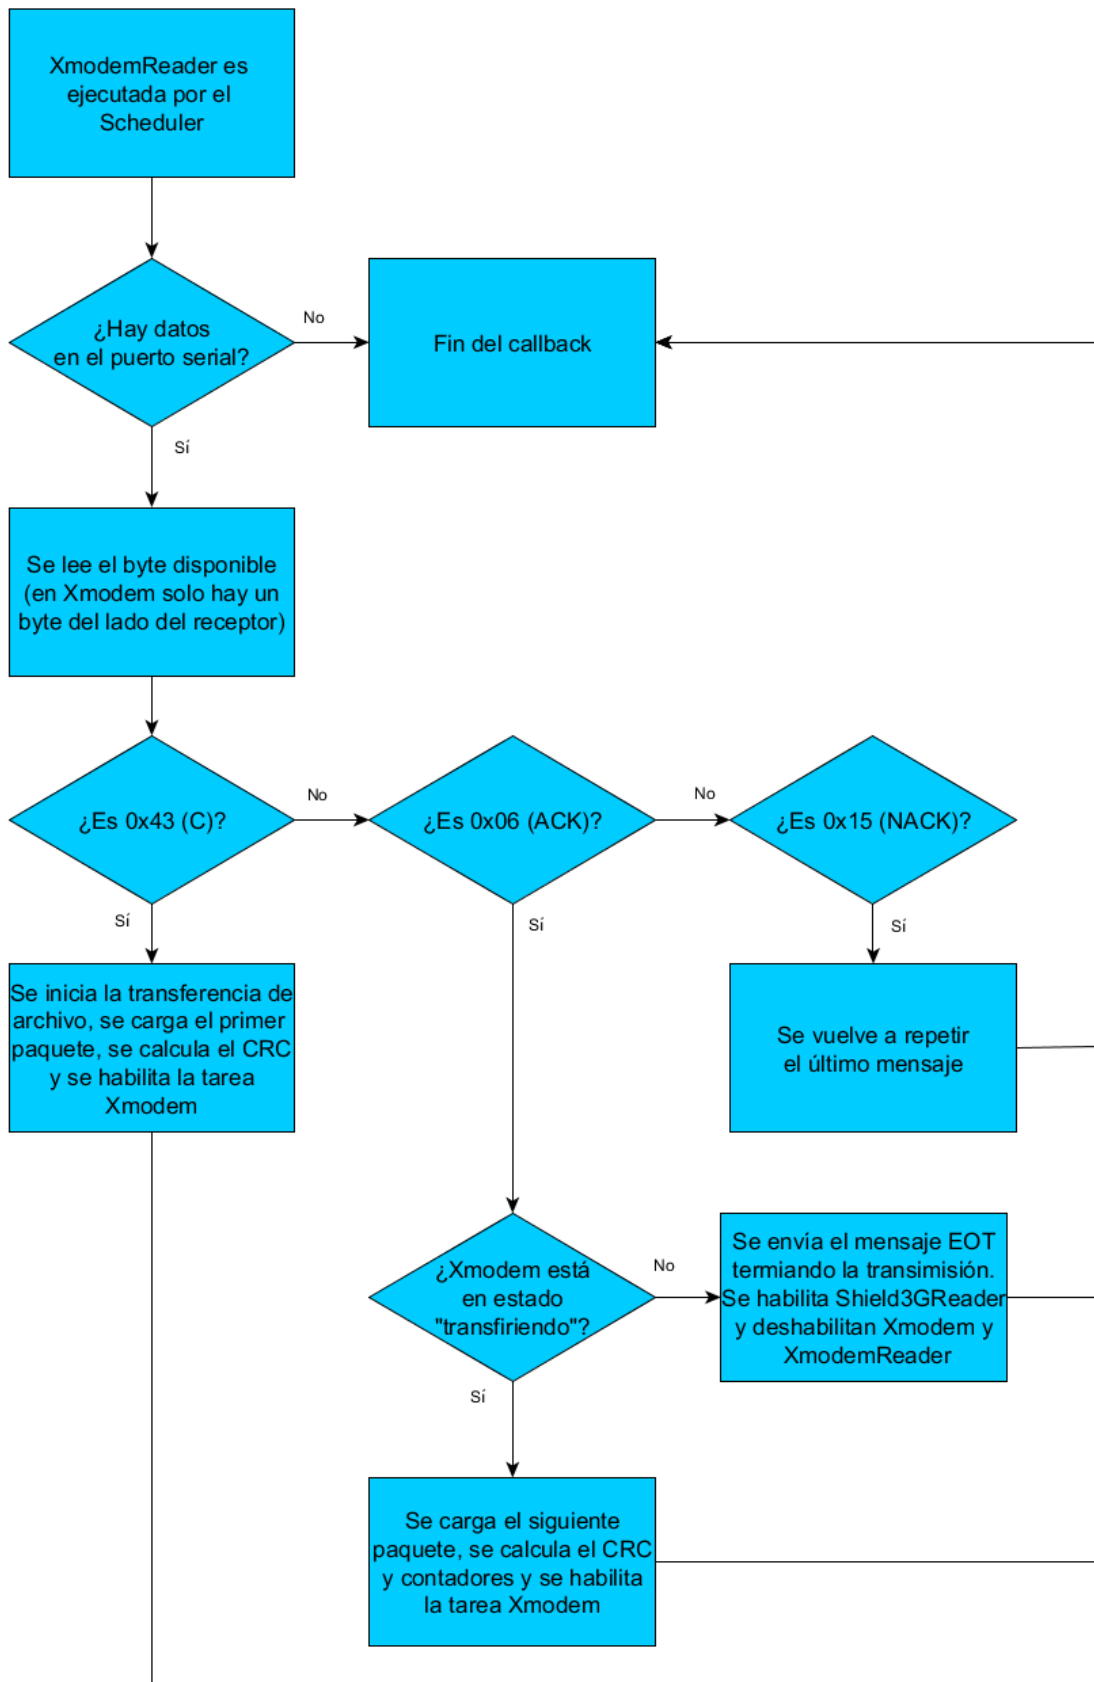 XmodemReader es
ejecutada por el
Scheduler
¿Hay datos
en el puerto serial?
No
Fin del callback
Sí
Se lee el byte disponible
(en Xmodem solo hay un
byte del lado del receptor)
¿Es 0x43 (C)?
No
¿Es 0x06 (ACK)?
No
¿Es 0x15 (NACK)?
Sí
Sí
Sí
Se inicia la transferencia de
archivo, se carga el primer
paquete, se calcula el CRC
y se habilita la tarea
Xmodem
Se vuelve a repetir
el último mensaje
¿Xmodem está
en estado
"transfiriendo"?
No
Se envía el mensaje EOT
termiando la transimisión.
Se habilita Shield3GReader
y deshabilitan Xmodem y
XmodemReader
Sí
Se carga el siguiente
paquete, se calcula el CRC
y contadores y se habilita
la tarea Xmodem